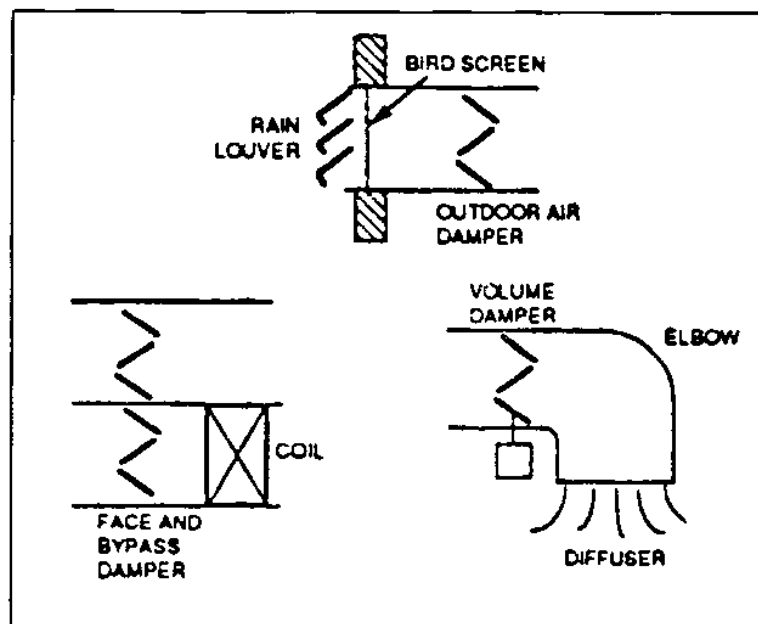 BIRD SCREEN
RAIN
LOUVER
OUTDOOR AIR
DAMPER
VOLUME
DAMPER
ELBOW
COIL
FACE AND
BYPASS
DAMPER
DIFFUSER